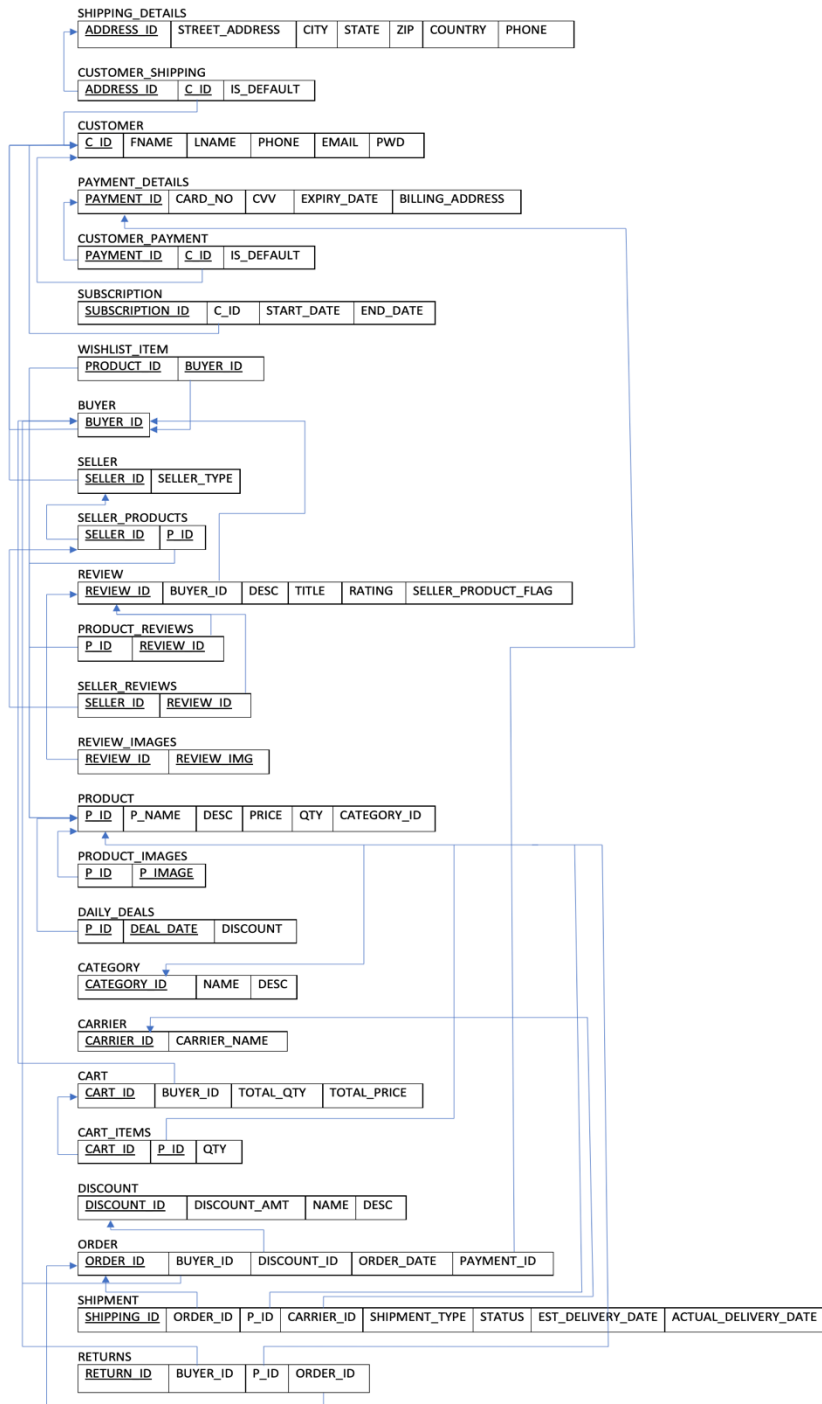 SHIPPING_DETAILS
ADDRESS_ID STREET_ADDRESS CITY STATE ZIP COUNTRY PHONE
CUSTOMER_SHIPPING
ADDRESS_ID C_ID IS_DEFAULT
CUSTOMER
C_ID FNAME LNAME PHONE EMAIL PWD
PAYMENT_DETAILS
PAYMENT_ID CARD_NO CVV EXPIRY_DATE BILLING_ADDRESS
CUSTOMER_PAYMENT
PAYMENT_ID C_ID IS_DEFAULT
SUBSCRIPTION
SUBSCRIPTION_ID C_ID START_DATE END_DATE
WISHLIST_ITEM
PRODUCT_ID BUYER_ID
BUYER
BUYER_ID
SELLER
SELLER_ID SELLER_TYPE
SELLER_PRODUCTS
SELLER_ID P_ID
REVIEW
REVIEW_ID BUYER_ID DESC TITLE RATING SELLER_PRODUCT_FLAG
PRODUCT_REVIEWS
P_ID REVIEW_ID
SELLER_REVIEWS
SELLER_ID REVIEW_ID
REVIEW_IMAGES
REVIEW_ID REVIEW_IMG
PRODUCT
P_ID P_NAME DESC PRICE QTY CATEGORY_ID
PRODUCT_IMAGES
P_ID P_IMAGE
DAILY_DEALS
P_ID DEAL_DATE DISCOUNT
CATEGORY
CATEGORY_ID NAME DESC
CARRIER
CARRIER_ID CARRIER_NAME
CART
CART_ID BUYER_ID TOTAL_QTY TOTAL_PRICE
CART_ITEMS
CART_ID P_ID QTY
DISCOUNT
DISCOUNT_ID DISCOUNT_AMT NAME DESC
ORDER
ORDER_ID BUYER_ID DISCOUNT_ID ORDER_DATE PAYMENT_ID
SHIPMENT
SHIPPING_ID ORDER_ID P_ID CARRIER_ID SHIPMENT_TYPE STATUS EST_DELIVERY_DATE ACTUAL_DELIVERY_DATE
RETURNS
RETURN_ID BUYER_ID P_ID ORDER_ID